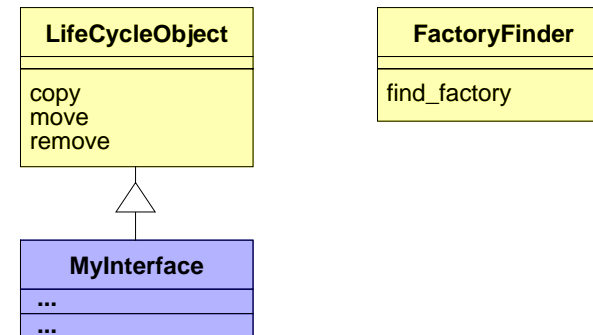 LifeCycleObject
copy
move
remove
FactoryFinder
find_factory
MyInterface
...
...